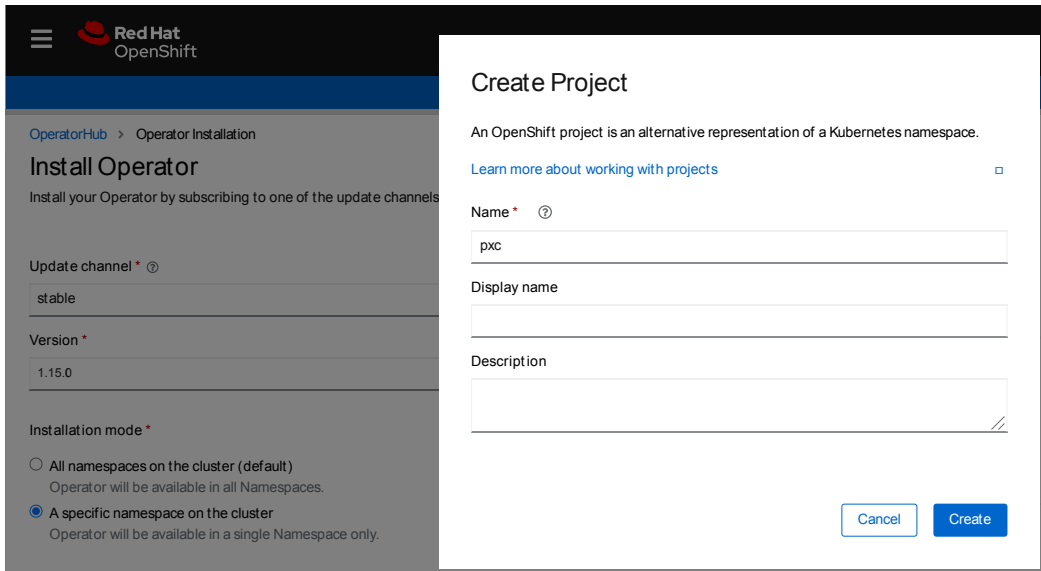 Red Hat
OpenShift
OperatorHub > Operator Installation
Install Operator
Install your Operator by subscribing to one of the update channels
Update channel *
stable
Version *
1.15.0
Installation mode *
All namespaces on the cluster (default)
Operator will be available in all Namespaces.
A specific namespace on the cluster
Operator will be available in a single Namespace only.
Create Project
An OpenShift project is an alternative representation of a Kubernetes namespace.
Learn more about working with projects
Name *
pxc
Display name
Description
Cancel
Create